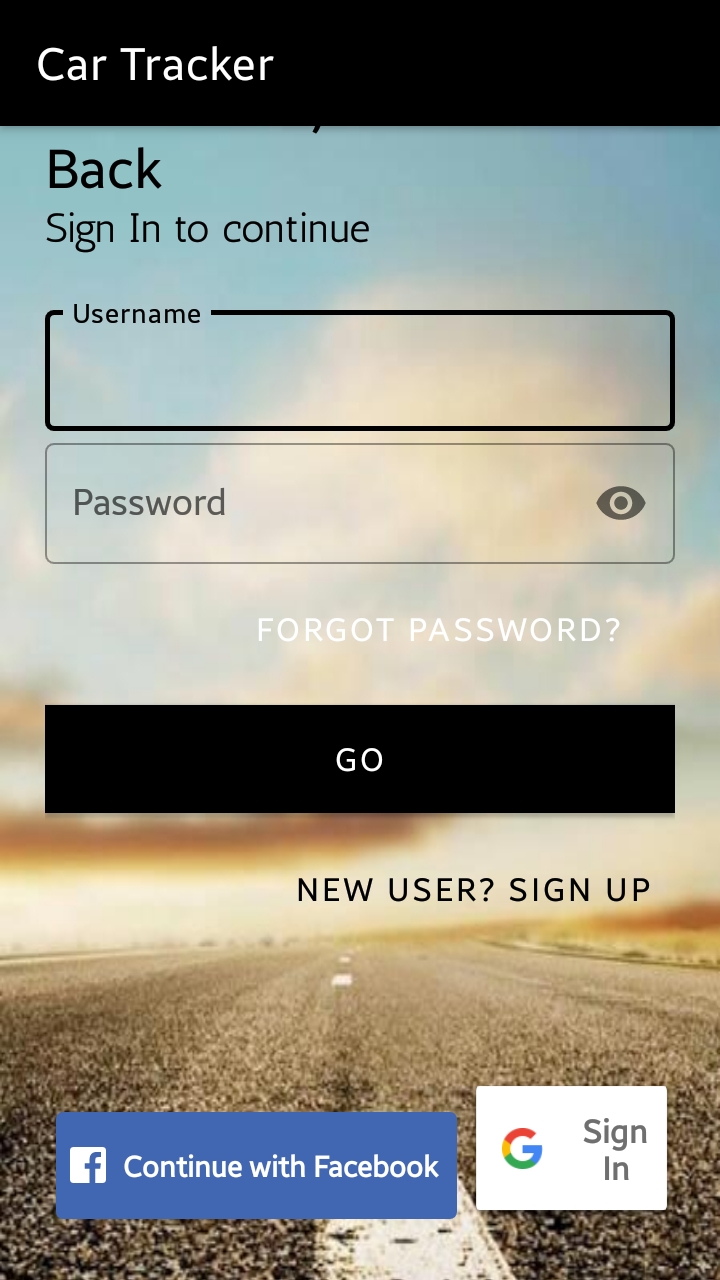 Car Tracker
Back
Sign In to continue
Username
Password
FORGOT PASSWORD?
GO
NEW USER? SIGN UP
Continue with Facebook
Sign
In